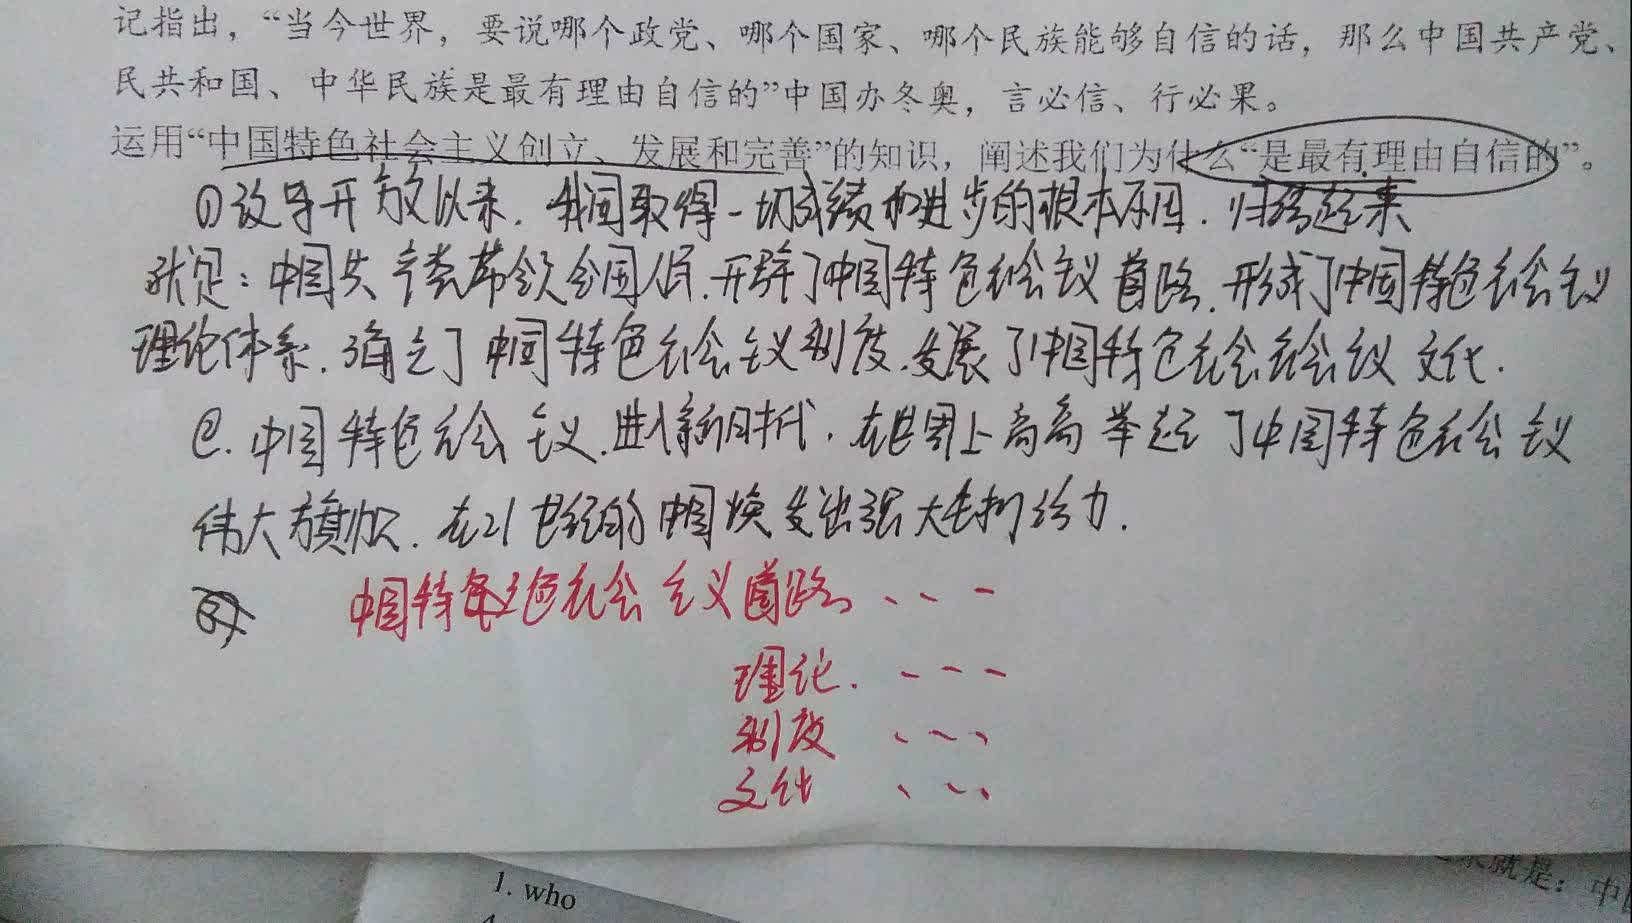 记指出，“当今世界，要说哪个政党、哪个国家、哪个民族能够自信的话，那么中国共产党、
民共和国、中华民族是最有理由自信的”中国办冬奥，言必信、行必果。
运用“中国特色社会主义创立、发展和完善”的知识，阐述我们为什么“是最有理由自信的”。
①改革开放以来，我国取得一切成绩和进步的根本原因，归结起来
就是：中国共产党带领全国人民，开辟了中国特色社会主义道路，形成了中国特色社会主义
理论体系，确立了中国特色社会主义制度，发展了中国特色社会社会主义文化.
②.中国特色社会主义进入新时代，在世界上高高举起了中国特色社会主义
伟大旗帜.在21世纪的中国焕发出强大生机活力.
中国特色社会主义道路、、、
理论.
制度、、、
文化、、、
1. who
就是：中